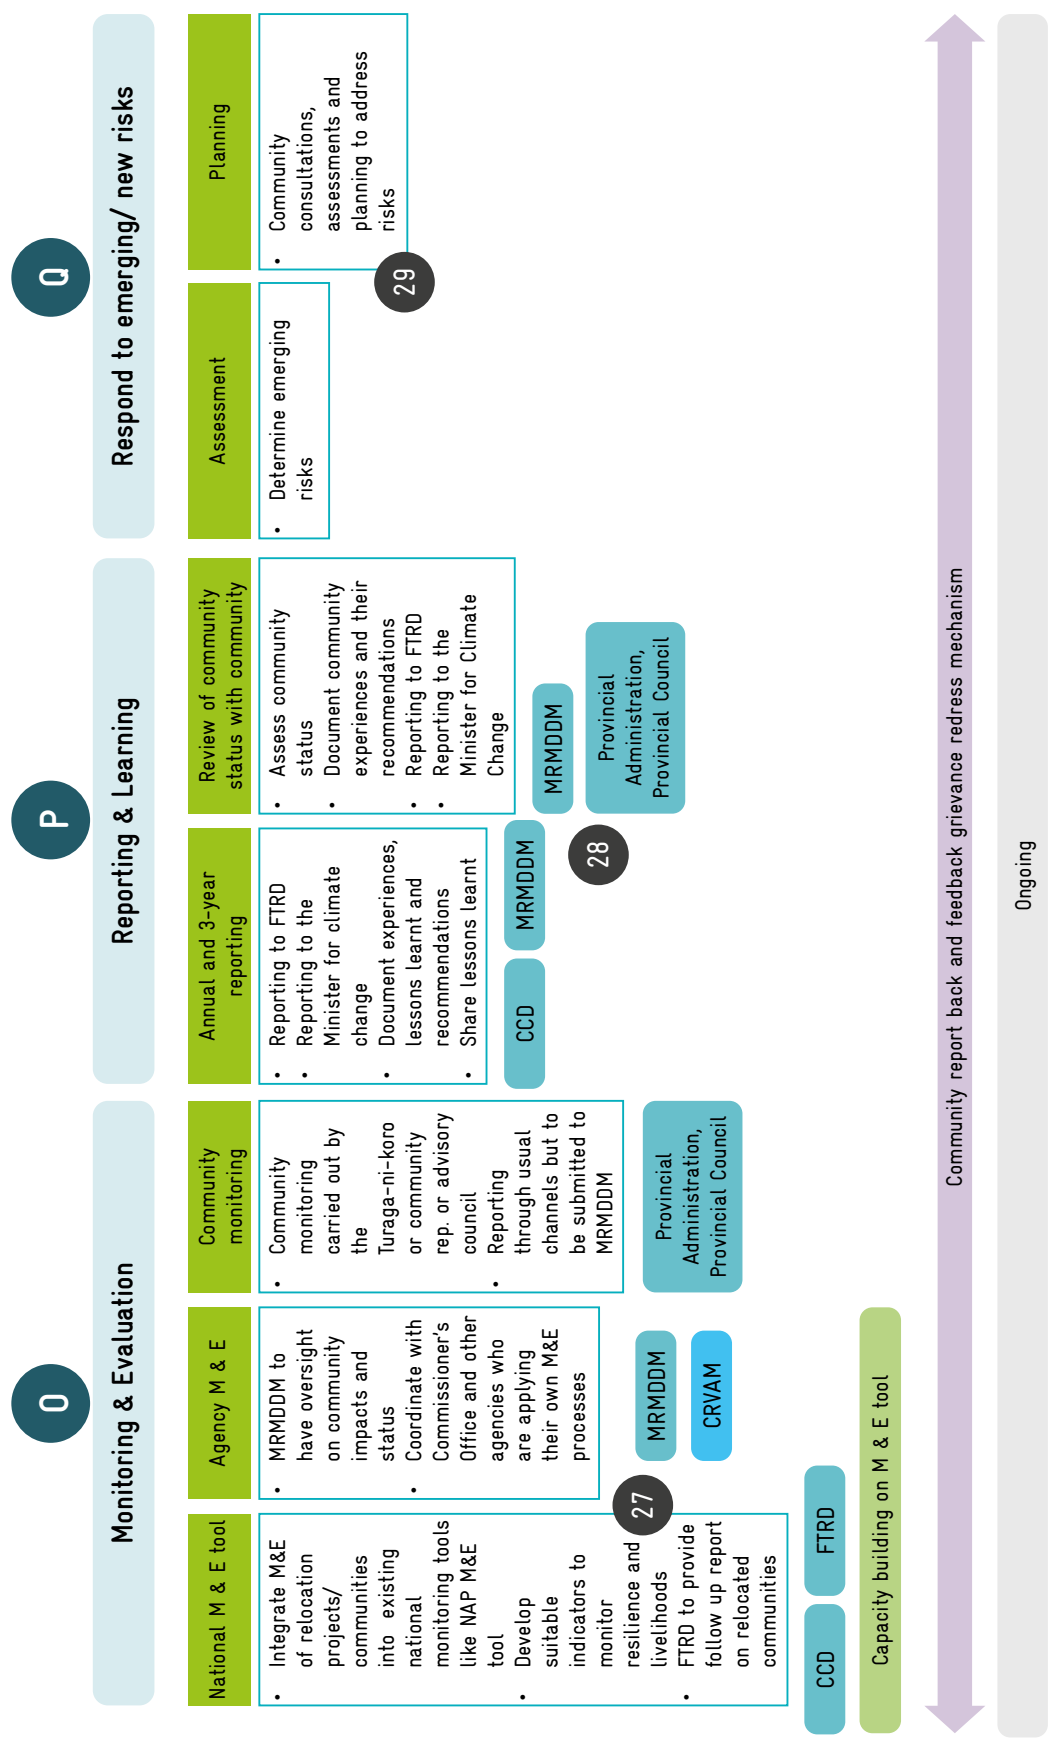 O
Monitoring & Evaluation
National M & E tool
• Integrate M&E
of relocation
projects/
communities
into existing
national
monitoring tools
like NAP M&E
tool
• Develop
suitable
indicators to
monitor
resilience and
livelihoods
• FTRD to provide
follow up report
on relocated
communities
CCD
FTRD
27
Agency M & E
• MRMDDM to
have oversight
on community
impacts and
status
• Coordinate with
Commissioner's
Office and other
agencies who
are applying
their own M&E
processes
MRMDDM
CRVAM
Capacity building on M & E tool
Community
monitoring
• Community
monitoring
carried out by
the
Turaga-ni-koro
or community
rep. or advisory
council
• Reporting
through usual
channels but to
be submitted to
MRMDDM
Provincial
Administration,
Provincial Council
P
Reporting & Learning
Annual and 3-year
reporting
• Reporting to FTRD
• Reporting to the
Minister for climate
change
• Document experiences,
lessons learnt and
recommendations
• Share lessons learnt
CCD
MRMDDM
28
Review of community
status with community
• Assess community
status
• Document community
experiences and their
recommendations
• Reporting to FTRD
• Reporting to the
Minister for Climate
Change
MRMDDM
Provincial
Administration,
Provincial Council
Q
Respond to emerging/ new risks
Assessment
• Determine emerging
risks
29
Planning
• Community
consultations,
assessments and
planning to address
risks
Community report back and feedback grievance redress mechanism
Ongoing